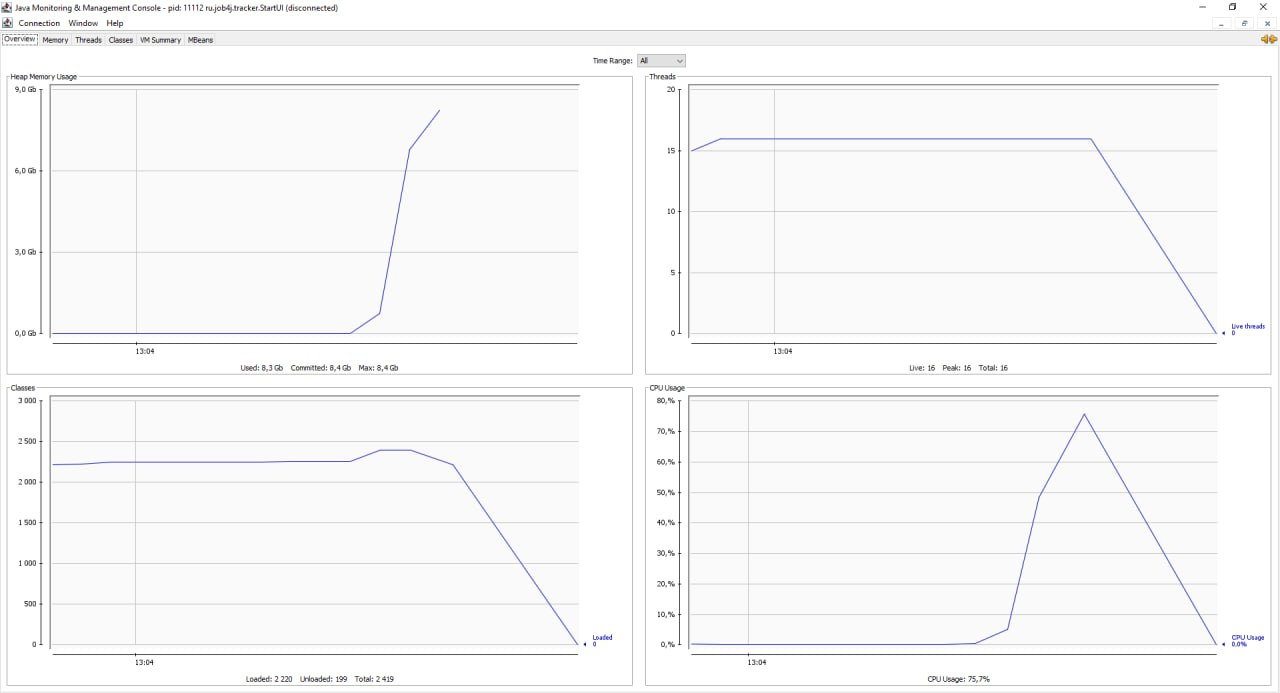 Java Monitoring & Management Console - pid: 11112 ru.job4j.tracker.StartUI (disconnected)
Connection Window Help
Overview Memory Threads Classes VM Summary MBeans
Time Range: All
Heap Memory Usage
9,0 Gb
6,0 Gb
3,0 Gb
0,0 Gb
13:04
Used: 8,3 Gb Committed: 8,4 Gb Max: 8,4 Gb
Threads
20
15
10
5
0
Live threads
0
13:04
Live: 16 Peak: 16 Total: 16
Classes
3 000
2 500
2 000
1 500
1 000
500
0
Loaded
0
13:04
Loaded: 2 220 Unloaded: 199 Total: 2 419
CPU Usage
80,%
70,%
60,%
50,%
40,%
30,%
20,%
10,%
0,%
CPU Usage
0.0%
13:04
CPU Usage: 75,7%